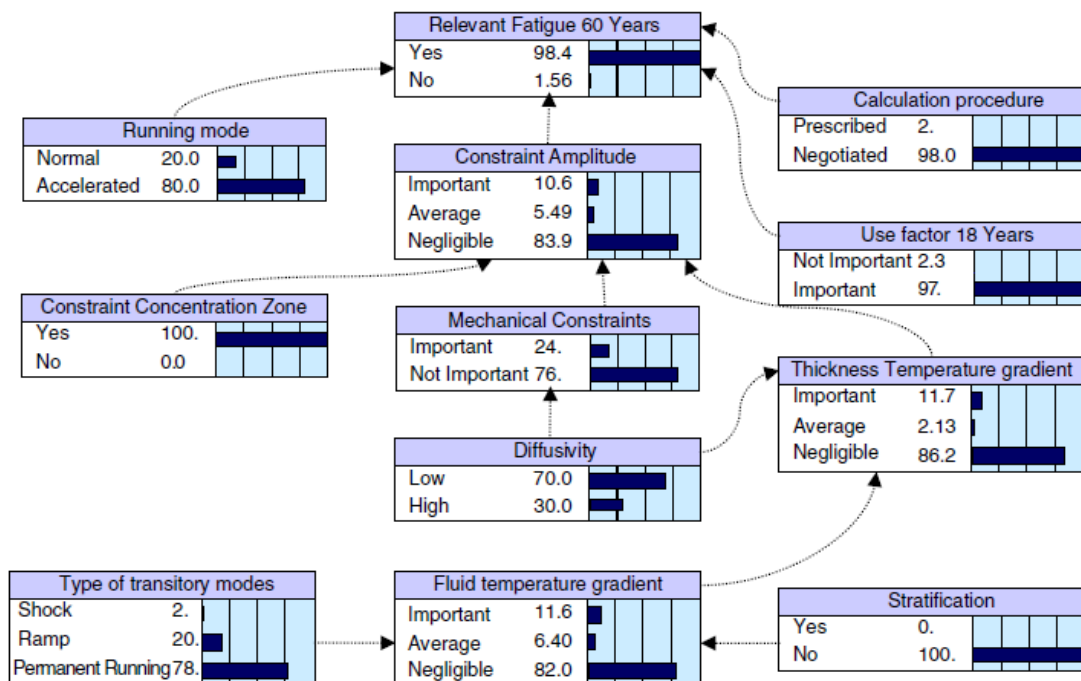 Relevant Fatigue 60 Years
Yes 98.4
No 1.56
Calculation procedure
Prescribed 2.
Negotiated 98.0
Running mode
Normal 20.0
Accelerated 80.0
Constraint Amplitude
Important 10.6
Average 5.49
Negligible 83.9
Use factor 18 Years
Not Important 2.3
Important 97.
Constraint Concentration Zone
Yes 100.
No 0.0
Mechanical Constraints
Important 24.
Not Important 76.
Thickness Temperature gradient
Important 11.7
Average 2.13
Negligible 86.2
Diffusivity
Low 70.0
High 30.0
Type of transitory modes
Shock 2.
Ramp 20.
Permanent Running 78.
Fluid temperature gradient
Important 11.6
Average 6.40
Negligible 82.0
Stratification
Yes 0.
No 100.